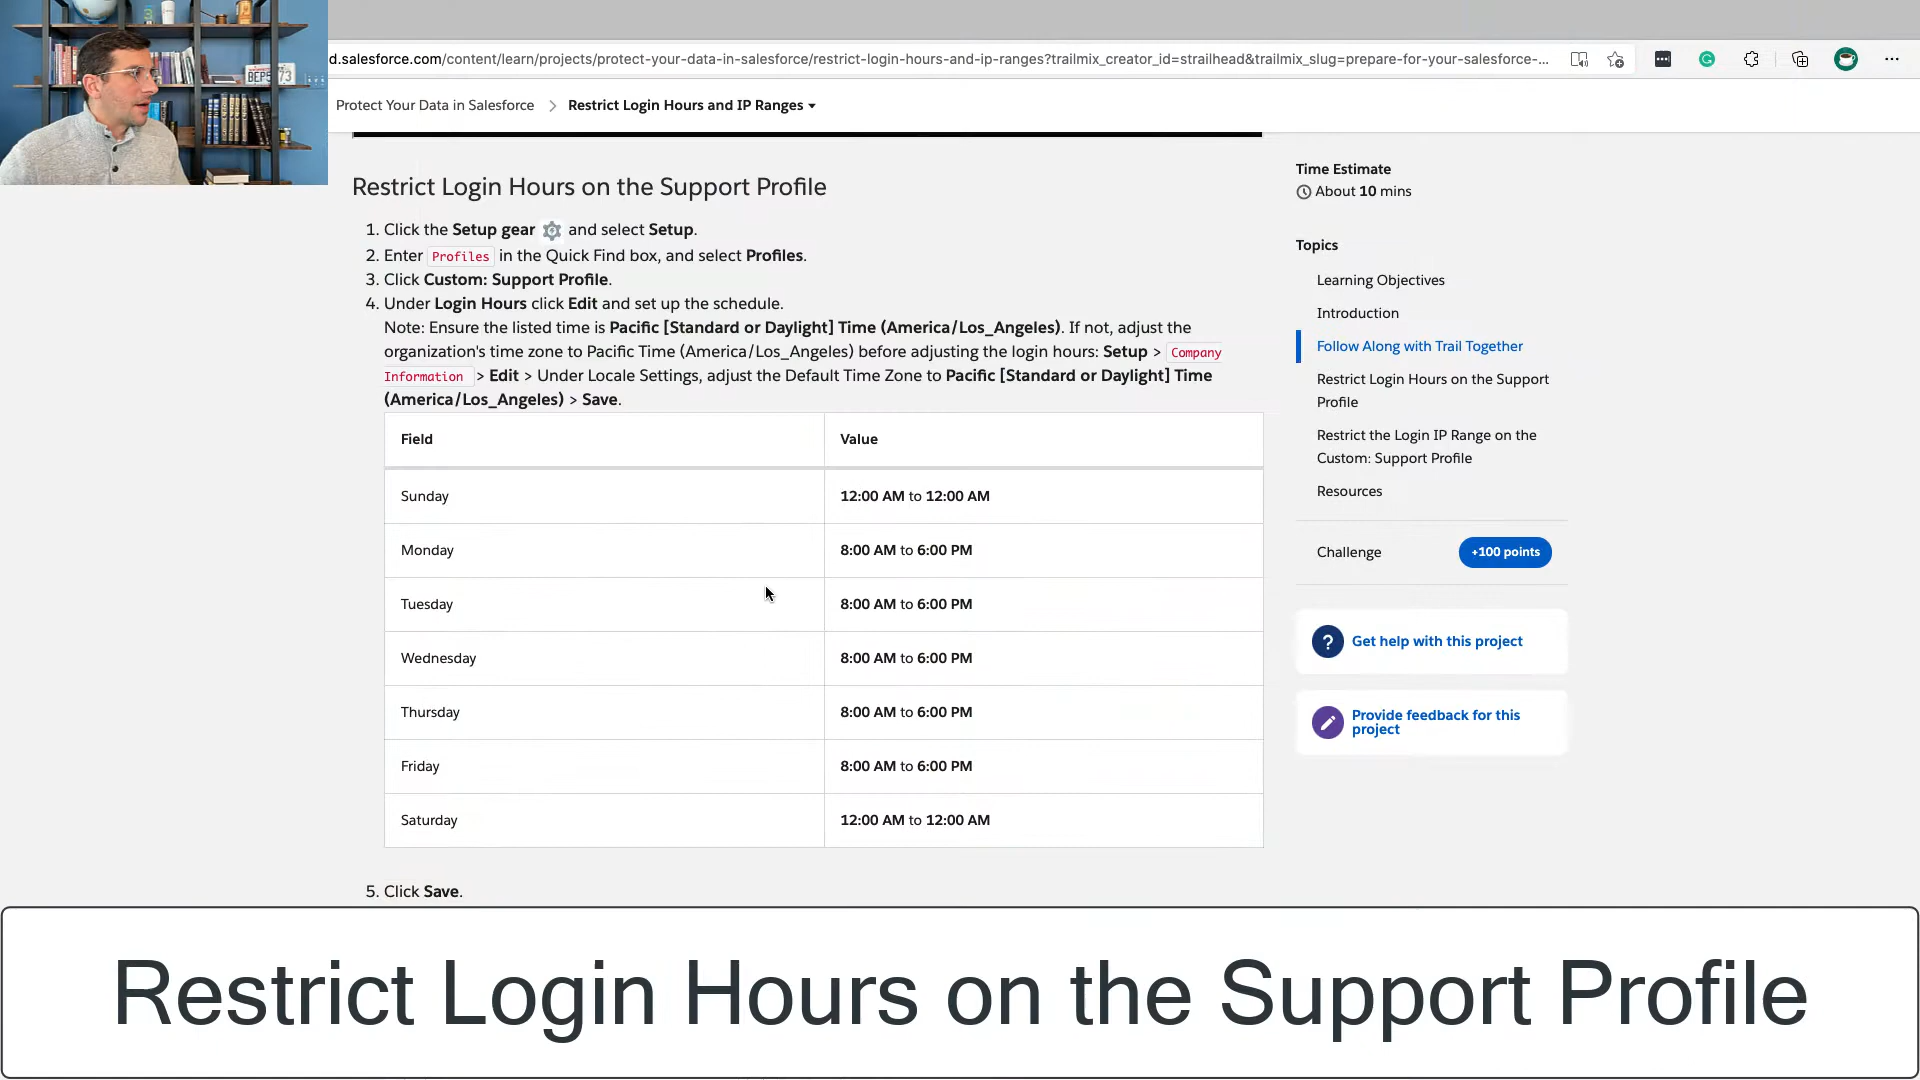 BEP5 73
d.salesforce.com/content/learn/projects/protect-your-data-in-salesforce/restrict-login-hours-and-ip-ranges?trailmix_creator_id=strailhead&trailmix_slug=prepare-for-your-salesforce-...
Protect Your Data in Salesforce > Restrict Login Hours and IP Ranges
Restrict Login Hours on the Support Profile
1. Click the Setup gear and select Setup.
2. Enter Profiles in the Quick Find box, and select Profiles.
3. Click Custom: Support Profile.
4. Under Login Hours click Edit and set up the schedule.
Note: Ensure the listed time is Pacific [Standard or Daylight] Time (America/Los_Angeles). If not, adjust the
organization's time zone to Pacific Time (America/Los_Angeles) before adjusting the login hours: Setup > Company
Information > Edit > Under Locale Settings, adjust the Default Time Zone to Pacific [Standard or Daylight] Time
(America/Los_Angeles) > Save.
Field Value
Sunday 12:00 AM to 12:00 AM
Monday 8:00 AM to 6:00 PM
Tuesday 8:00 AM to 6:00 PM
Wednesday 8:00 AM to 6:00 PM
Thursday 8:00 AM to 6:00 PM
Friday 8:00 AM to 6:00 PM
Saturday 12:00 AM to 12:00 AM
5. Click Save.
Time Estimate
About 10 mins
Topics
Learning Objectives
Introduction
Follow Along with Trail Together
Restrict Login Hours on the Support
Profile
Restrict the Login IP Range on the
Custom: Support Profile
Resources
Challenge +100 points
? Get help with this project
Provide feedback for this
project
Restrict Login Hours on the Support Profile